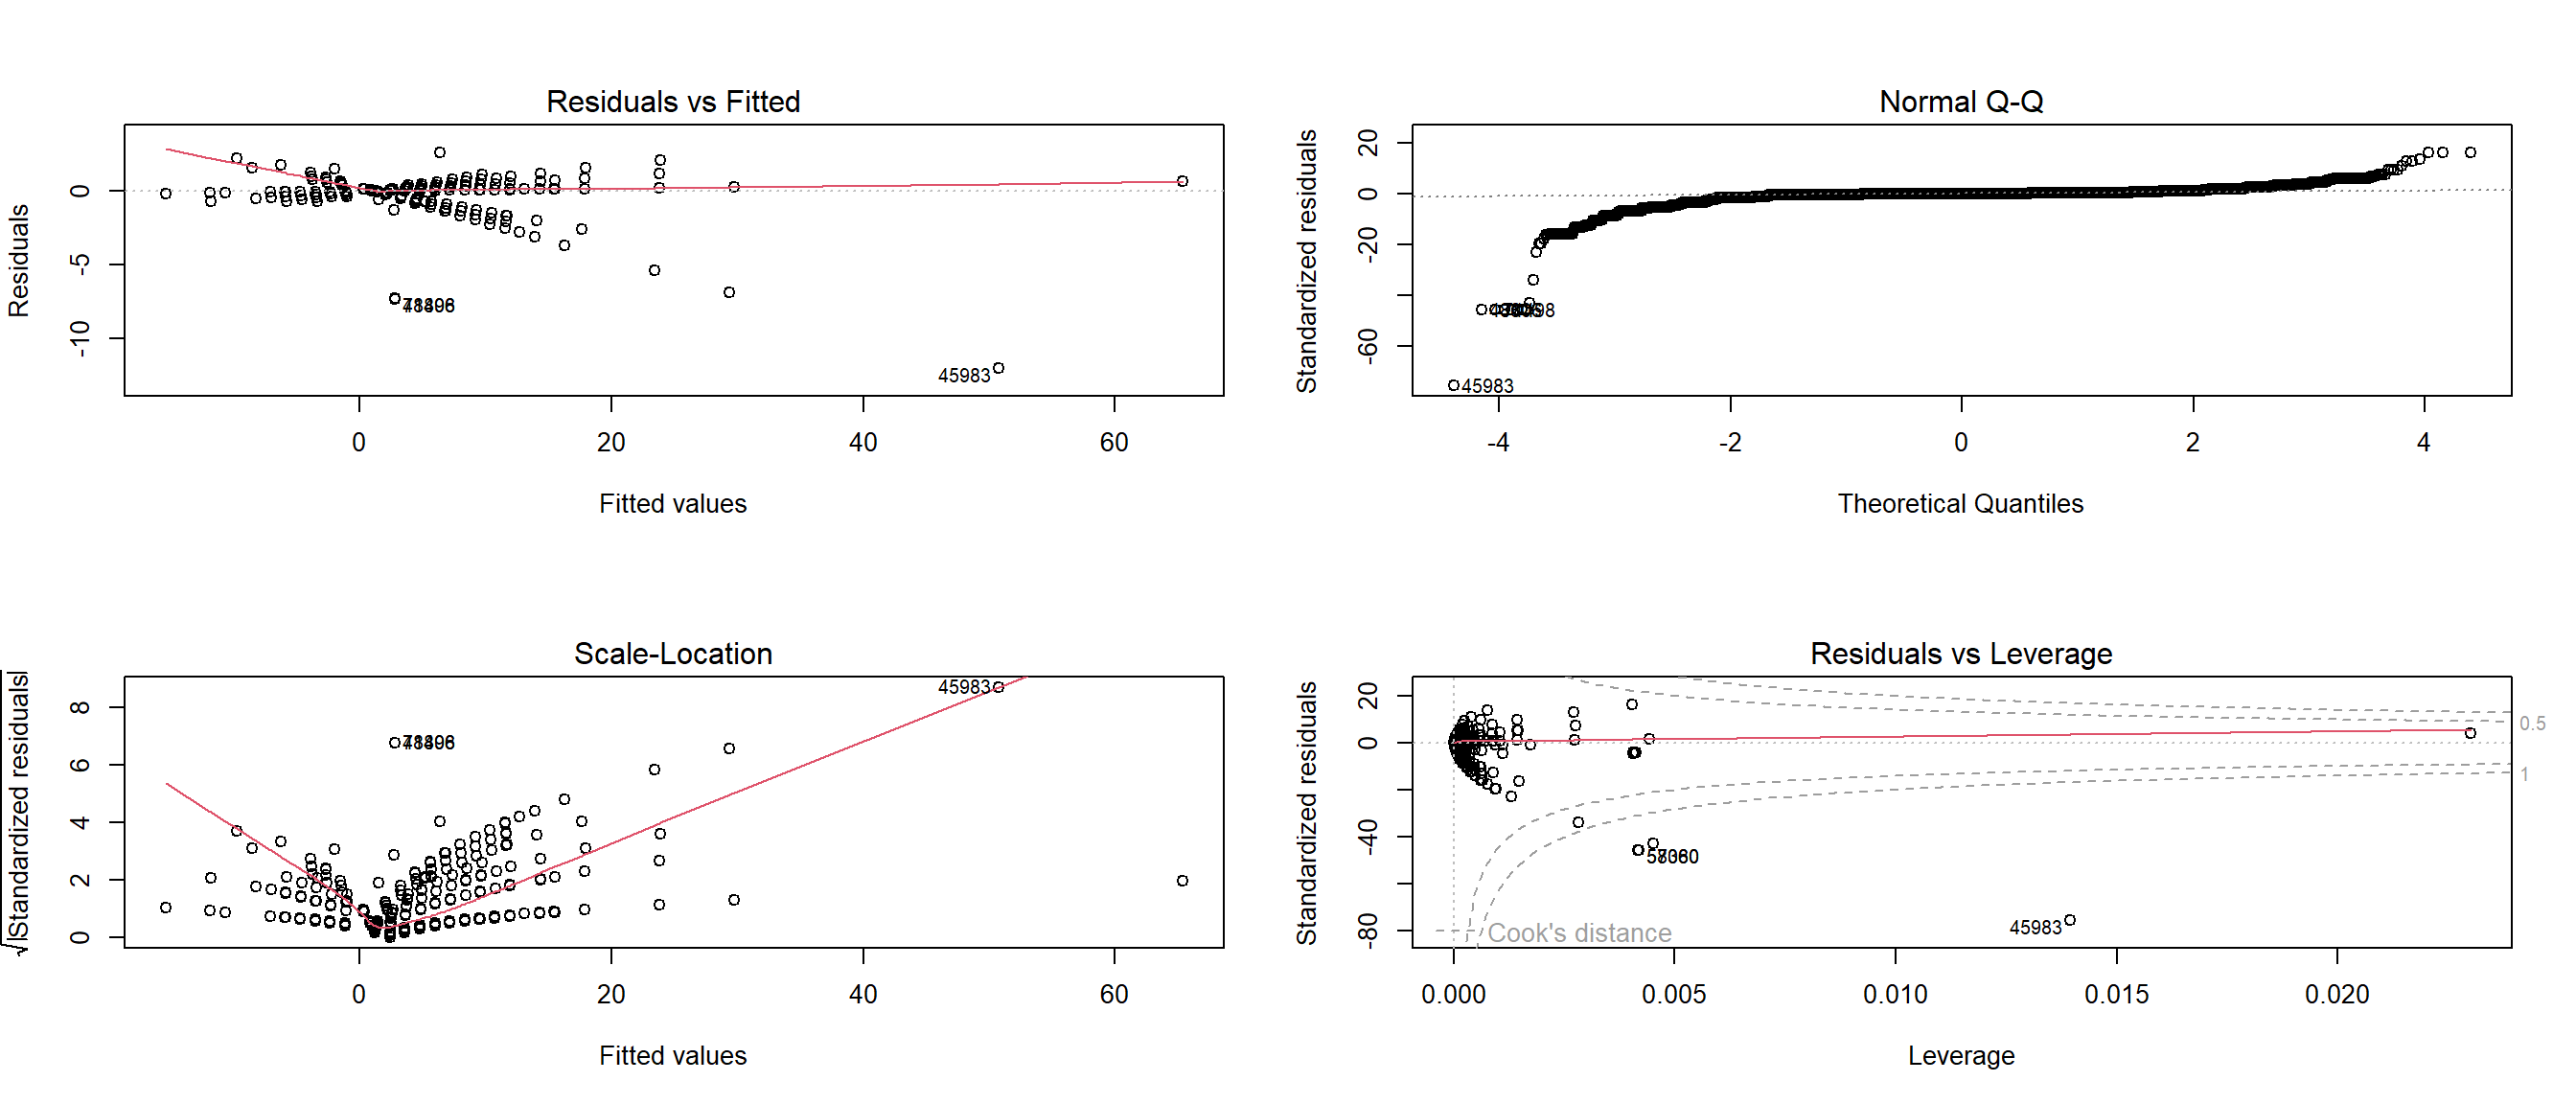 Residuals vs Fitted
Residuals
0
-5
-10
45983
0 20 40 60
Fitted values
Normal Q-Q
Standardized residuals
20
0
-20
-60
45983
-4 -2 0 2 4
Theoretical Quantiles
Scale-Location
√|Standardized residuals|
8
6
4
2
0
45983
0 20 40 60
Fitted values
Residuals vs Leverage
Standardized residuals
20
0
-40
-80
0.5
1
45983
Cook's distance
0.000 0.005 0.010 0.015 0.020
Leverage